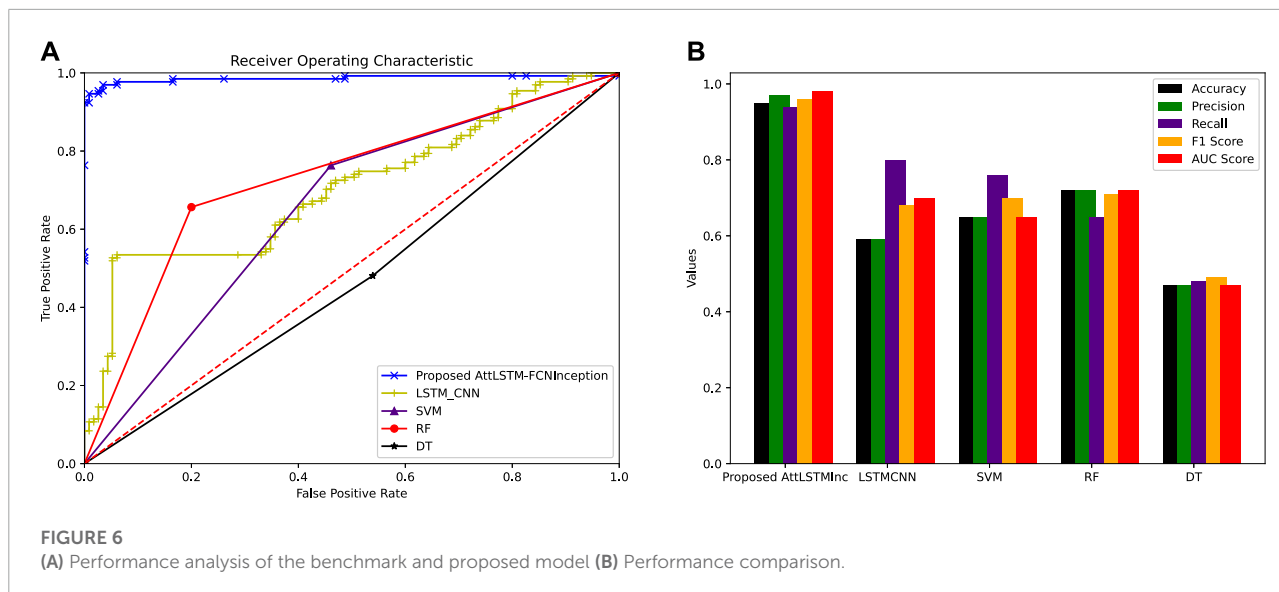 A
Receiver Operating Characteristic
True Positive Rate
1.0
0.8
0.6
0.4
0.2
0.0
0.0 0.2 0.4 0.6 0.8 1.0
False Positive Rate
Proposed AttLSTM-FCNInception
LSTM_CNN
SVM
RF
DT
B
Values
1.0
0.8
0.6
0.4
0.2
0.0
Accuracy
Precision
Recall
F1 Score
AUC Score
Proposed AttLSTMInc LSTMCNN SVM RF DT
FIGURE 6
(A) Performance analysis of the benchmark and proposed model (B) Performance comparison.